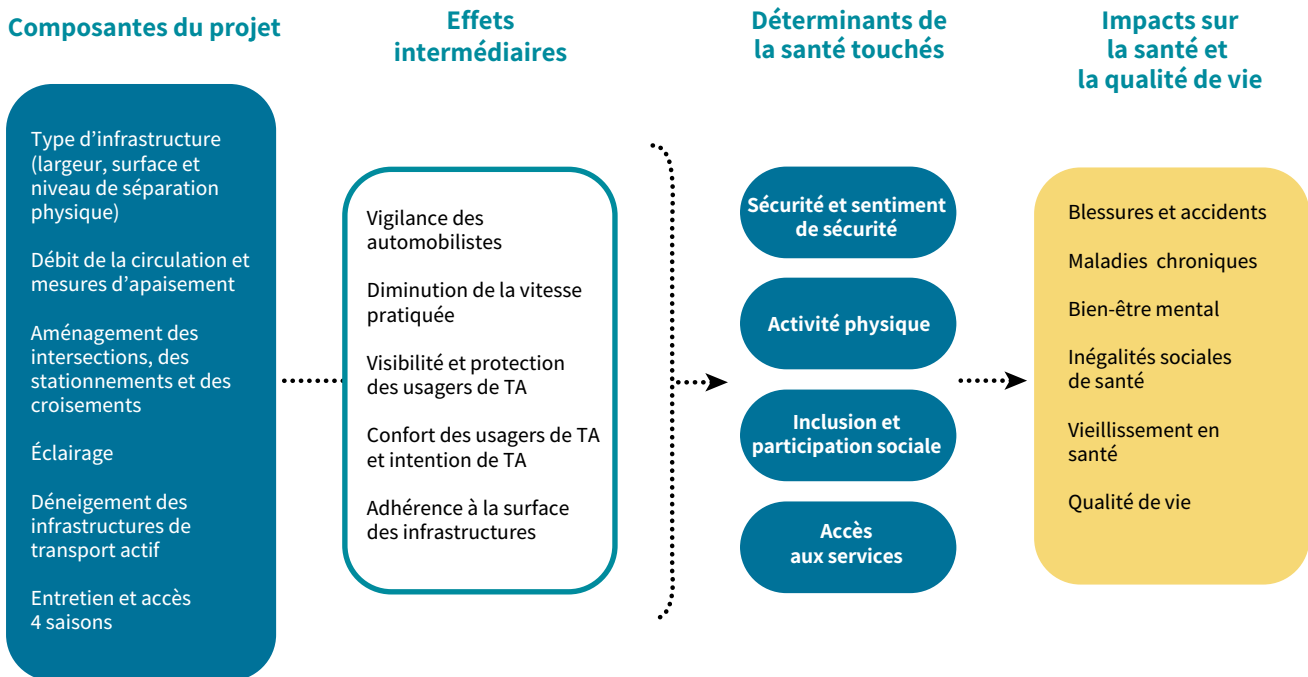 Composantes du projet
Effets
intermédiaires
Déterminants de
la santé touchés
Impacts sur
la santé et
la qualité de vie
Type d’infrastructure
(largeur, surface et
niveau de séparation
physique)
Débit de la circulation et
mesures d’apaisement
Aménagement des
intersections, des
stationnements et des
croisements
Éclairage
Déneigement des
infrastructures de
transport actif
Entretien et accès
4 saisons
Vigilance des
automobilistes
Diminution de la vitesse
pratiquée
Visibilité et protection
des usagers de TA
Confort des usagers de TA
et intention de TA
Adhérence à la surface
des infrastructures
Sécurité et sentiment
de sécurité
Activité physique
Inclusion et
participation sociale
Accès
aux services
Blessures et accidents
Maladies chroniques
Bien-être mental
Inégalités sociales
de santé
Vieillissement en
santé
Qualité de vie